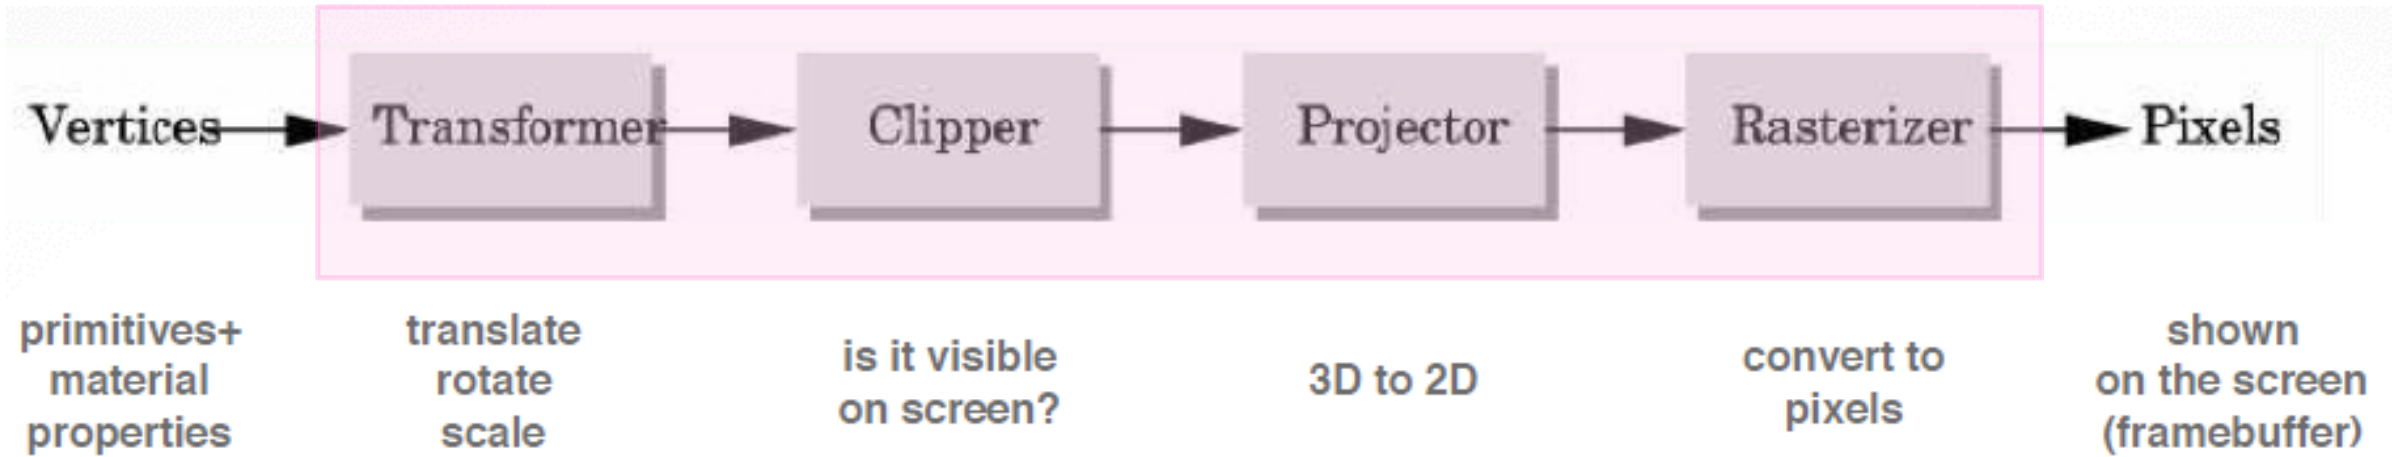 Vertices
Transformer
Clipper
Projector
Rasterizer
Pixels
primitives+
material
properties
translate
rotate
scale
is it visible
on screen?
3D to 2D
convert to
pixels
shown
on the screen
(framebuffer)